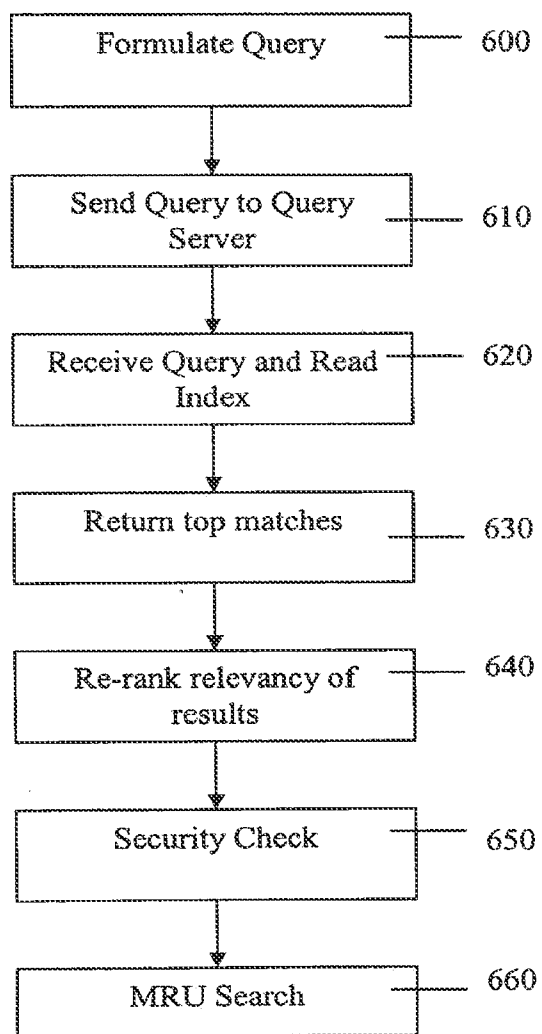 Formulate Query
600
Send Query to Query
Server
610
Receive Query and Read
Index
620
Return top matches
630
Re-rank relevancy of
results
640
Security Check
650
MRU Search
660